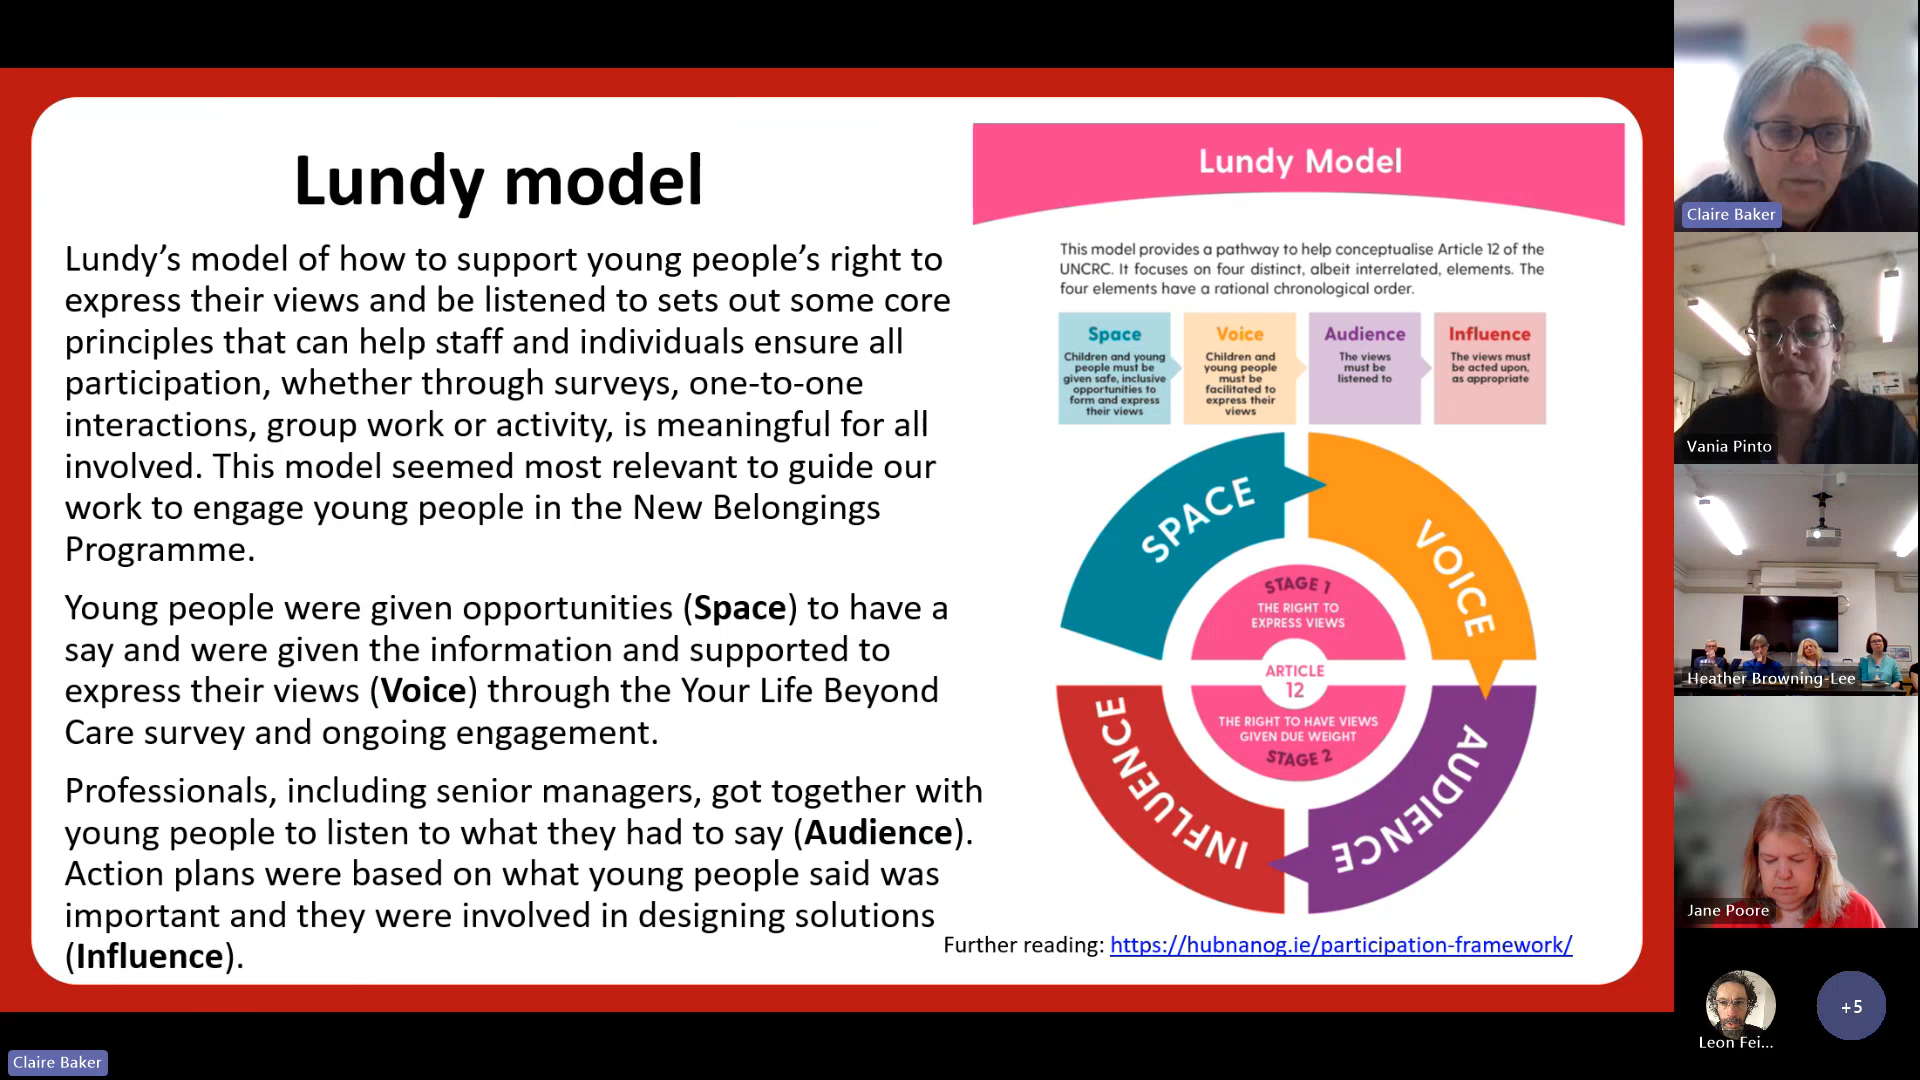 Lundy model
Lundy’s model of how to support young people’s right to
express their views and be listened to sets out some core
principles that can help staff and individuals ensure all
participation, whether through surveys, one-to-one
interactions, group work or activity, is meaningful for all
involved. This model seemed most relevant to guide our
work to engage young people in the New Belongings
Programme.
Young people were given opportunities (Space) to have a
say and were given the information and supported to
express their views (Voice) through the Your Life Beyond
Care survey and ongoing engagement.
Professionals, including senior managers, got together with
young people to listen to what they had to say (Audience).
Action plans were based on what young people said was
important and they were involved in designing solutions
(Influence).
Lundy Model
This model provides a pathway to help conceptualise Article 12 of the
UNCRC. It focuses on four distinct, albeit interrelated, elements. The
four elements have a rational chronological order.
Space
Children and young
people must be
given safe, inclusive
opportunities to
form and express
their views
Voice
Children and
young people
must be
facilitated to
express their
views
Audience
The views
must be
listened to
Influence
The views must
be acted upon,
as appropriate
SPACE
VOICE
AUDIENCE
INFLUENCE
STAGE 1
THE RIGHT TO
EXPRESS VIEWS
ARTICLE
12
THE RIGHT TO HAVE VIEWS
GIVEN DUE WEIGHT
STAGE 2
Further reading: https://hubnanog.ie/participation-framework/
Claire Baker
Vania Pinto
Heather Browning-Lee
Jane Poore
Leon Fei...
+5
Claire Baker